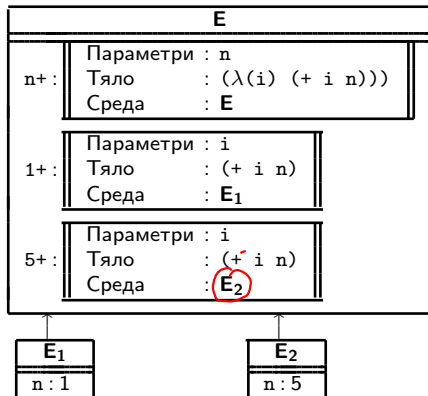 E
Параметри : n
n+ : Тяло : (λ(i) (+ i n)))
Среда : E
Параметри : i
1+ : Тяло : (+ i n)
Среда : E₁
Параметри : i
5+ : Тяло : (+ i n)
Среда : E₂
E₁ E₂
n : 1 n : 5